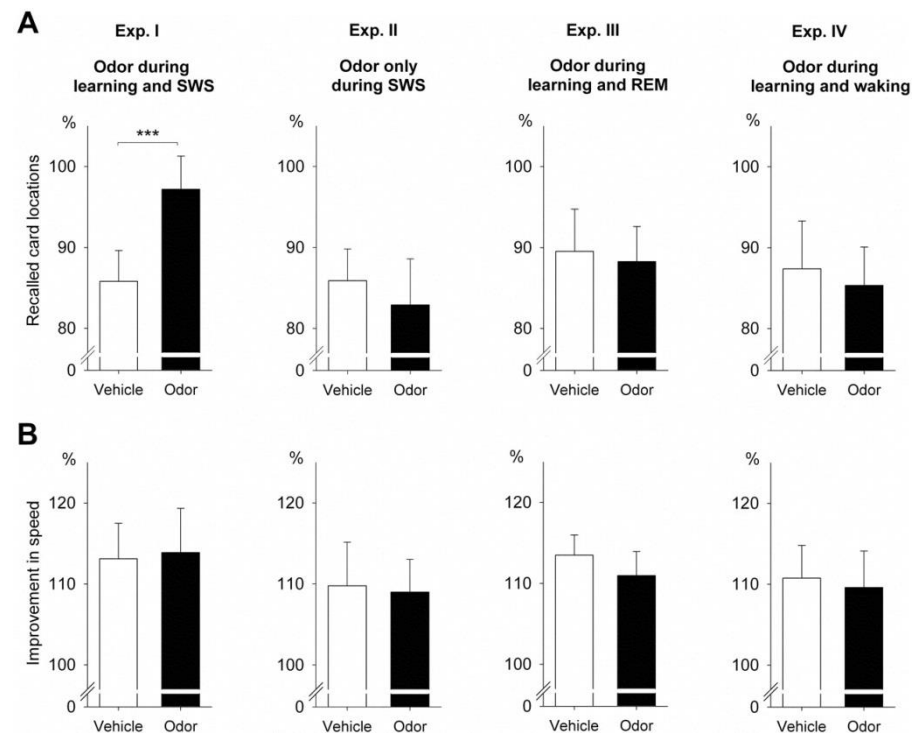 A
Exp. I
Exp. II
Exp. III
Exp. IV
Odor during
learning and SWS
Odor only
during SWS
Odor during
learning and REM
Odor during
learning and waking
Recalled card locations
%
100
90
80
0
***
Vehicle Odor
%
100
90
80
0
Vehicle Odor
%
100
90
80
0
Vehicle Odor
%
100
90
80
0
Vehicle Odor
B
Improvement in speed
%
120
110
100
0
Vehicle Odor
%
120
110
100
0
Vehicle Odor
%
120
110
100
0
Vehicle Odor
%
120
110
100
0
Vehicle Odor